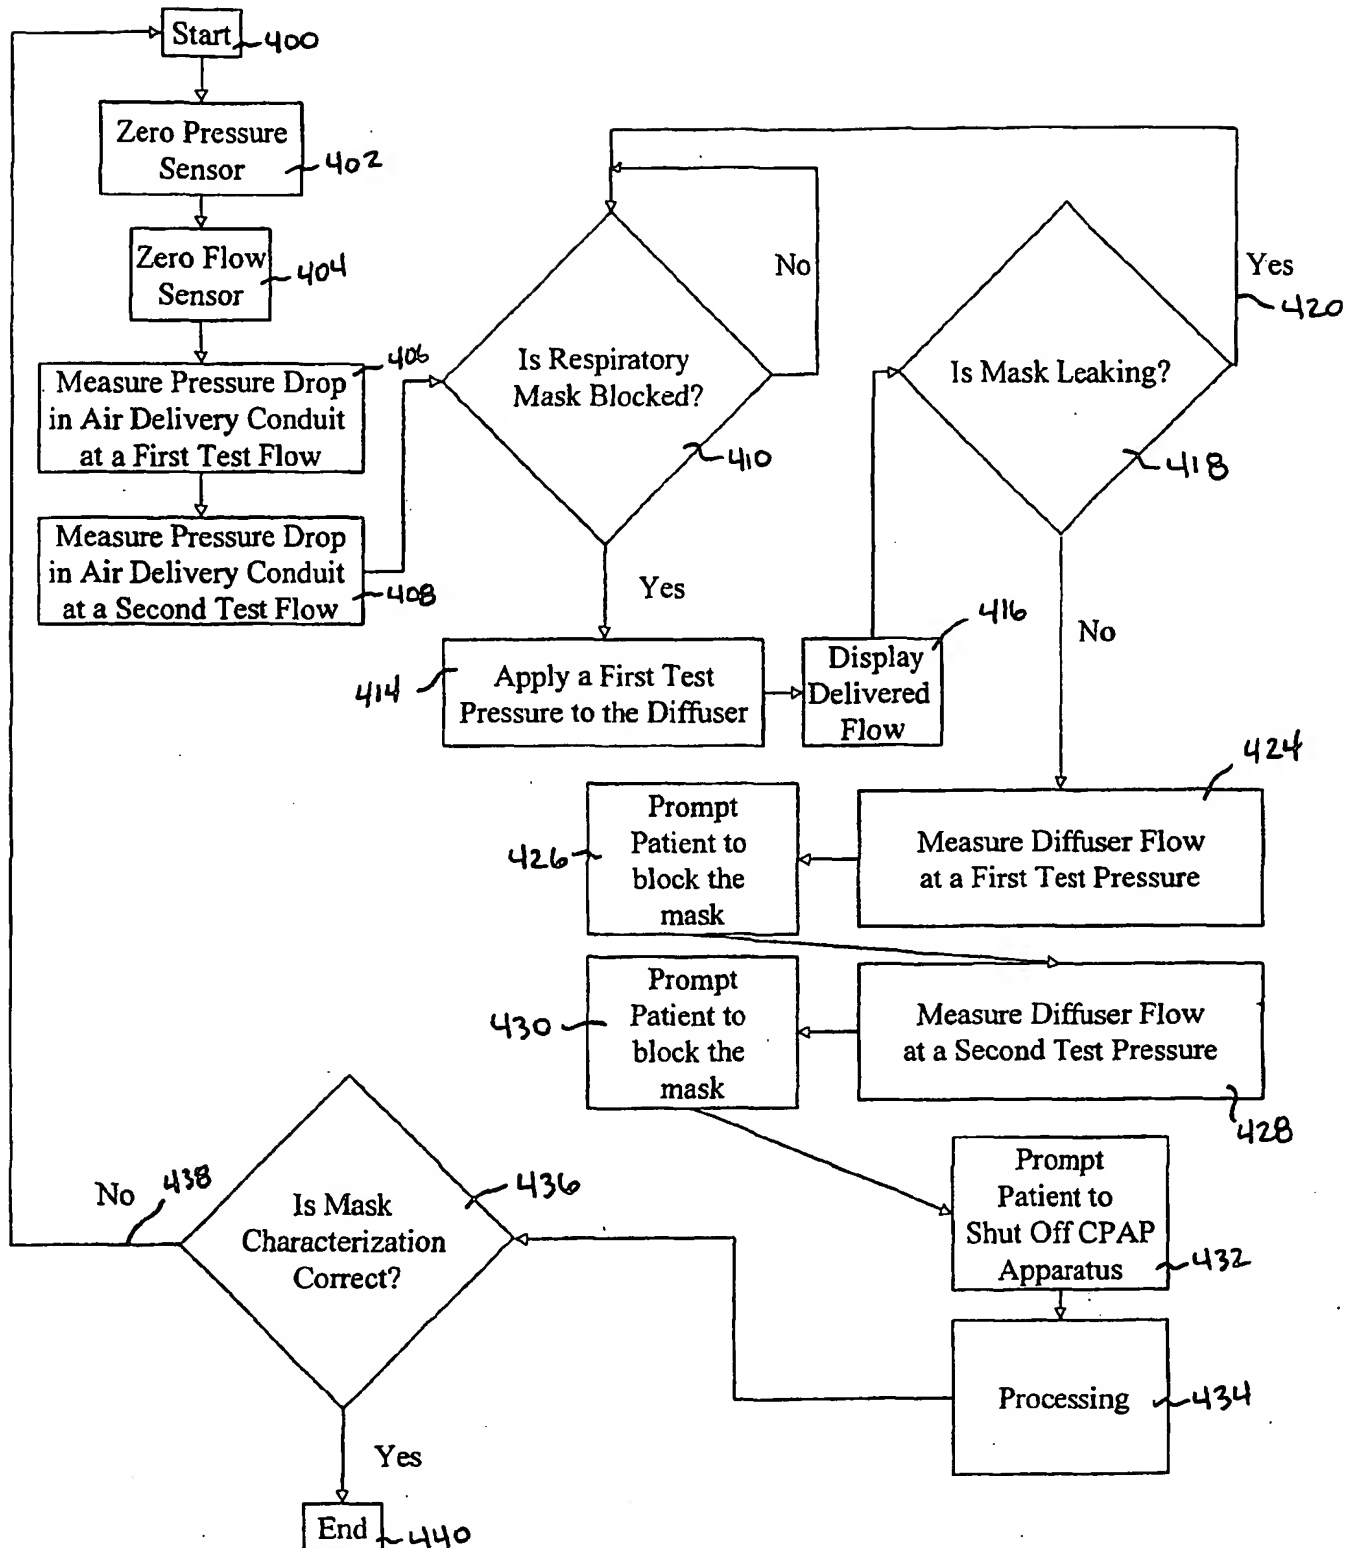 Start
400
Zero Pressure
Sensor
402
Zero Flow
Sensor
404
406
Measure Pressure Drop
in Air Delivery Conduit
at a First Test Flow
Measure Pressure Drop
in Air Delivery Conduit
at a Second Test Flow
408
Is Respiratory
Mask Blocked?
410
No
Yes
414
Apply a First Test
Pressure to the Diffuser
416
Display
Delivered
Flow
Is Mask Leaking?
418
Yes
420
No
424
Measure Diffuser Flow
at a First Test Pressure
426
Prompt
Patient to
block the
mask
Measure Diffuser Flow
at a Second Test Pressure
428
430
Prompt
Patient to
block the
mask
Prompt
Patient to
Shut Off CPAP
Apparatus
432
Processing
434
Is Mask
Characterization
Correct?
436
No
438
Yes
End
440